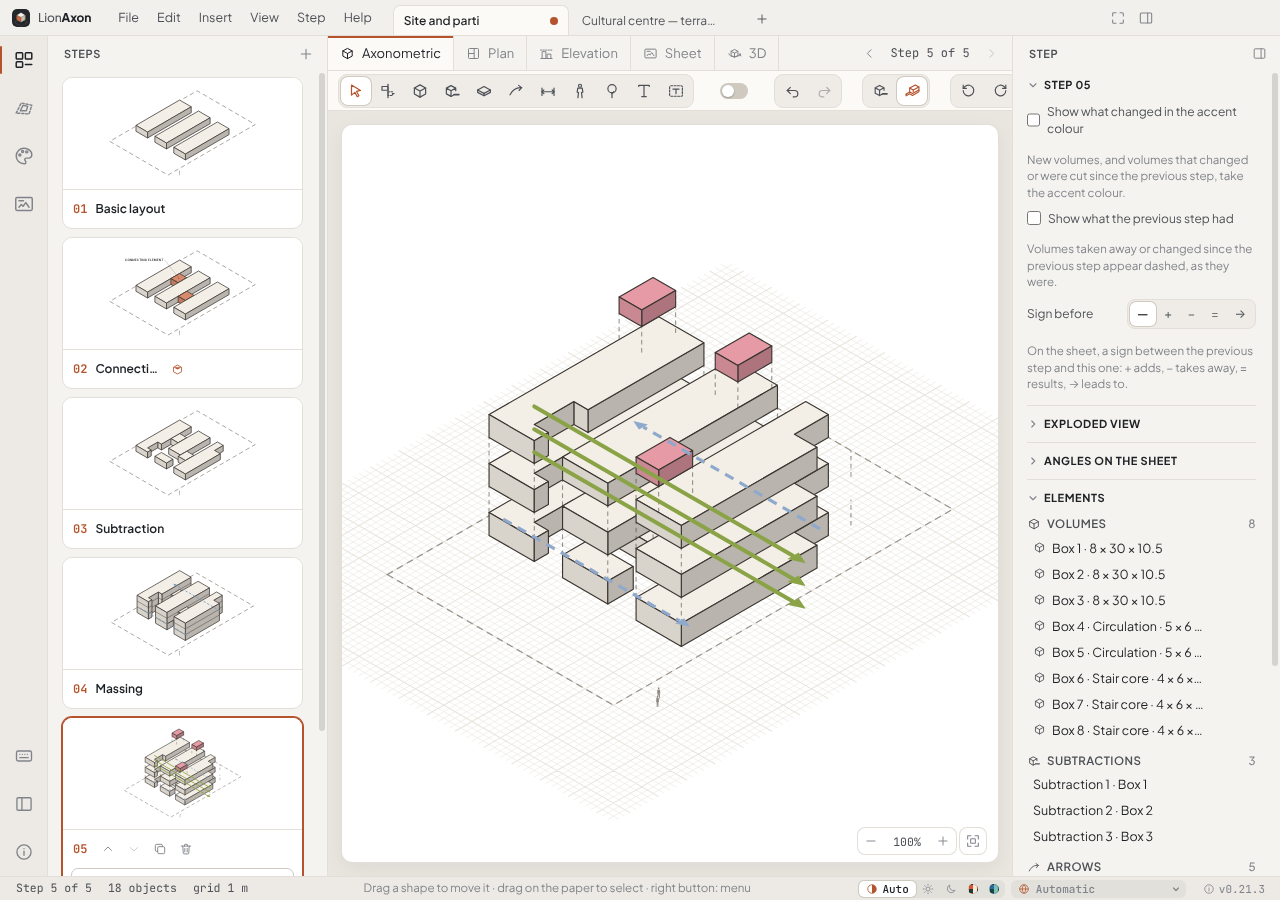 LionAxon
File Edit Insert View Step Help
Site and parti
Cultural centre — terra...
STEPS
Axonometric
Plan
Elevation
Sheet
3D
Step 5 of 5
STEP
01 Basic layout
CONNECTING ELEMENT
02 Connecti...
03 Subtraction
04 Massing
05
STEP 05
Show what changed in the accent
colour
New volumes, and volumes that changed
or were cut since the previous step, take
the accent colour.
Show what the previous step had
Volumes taken away or changed since the
previous step appear dashed, as they
were.
Sign before — + − = →
On the sheet, a sign between the previous
step and this one: + adds, − takes away, =
results, → leads to.
EXPLODED VIEW
ANGLES ON THE SHEET
ELEMENTS
VOLUMES 8
Box 1 · 8 × 30 × 10.5
Box 2 · 8 × 30 × 10.5
Box 3 · 8 × 30 × 10.5
Box 4 · Circulation · 5 × 6 ...
Box 5 · Circulation · 5 × 6 ...
Box 6 · Stair core · 4 × 6 ×...
Box 7 · Stair core · 4 × 6 ×...
Box 8 · Stair core · 4 × 6 ×...
SUBTRACTIONS 3
Subtraction 1 · Box 1
Subtraction 2 · Box 2
Subtraction 3 · Box 3
ARROWS 5
100%
Step 5 of 5 18 objects grid 1 m
Drag a shape to move it · drag on the paper to select · right button: menu
Auto
Automatic
v0.21.3